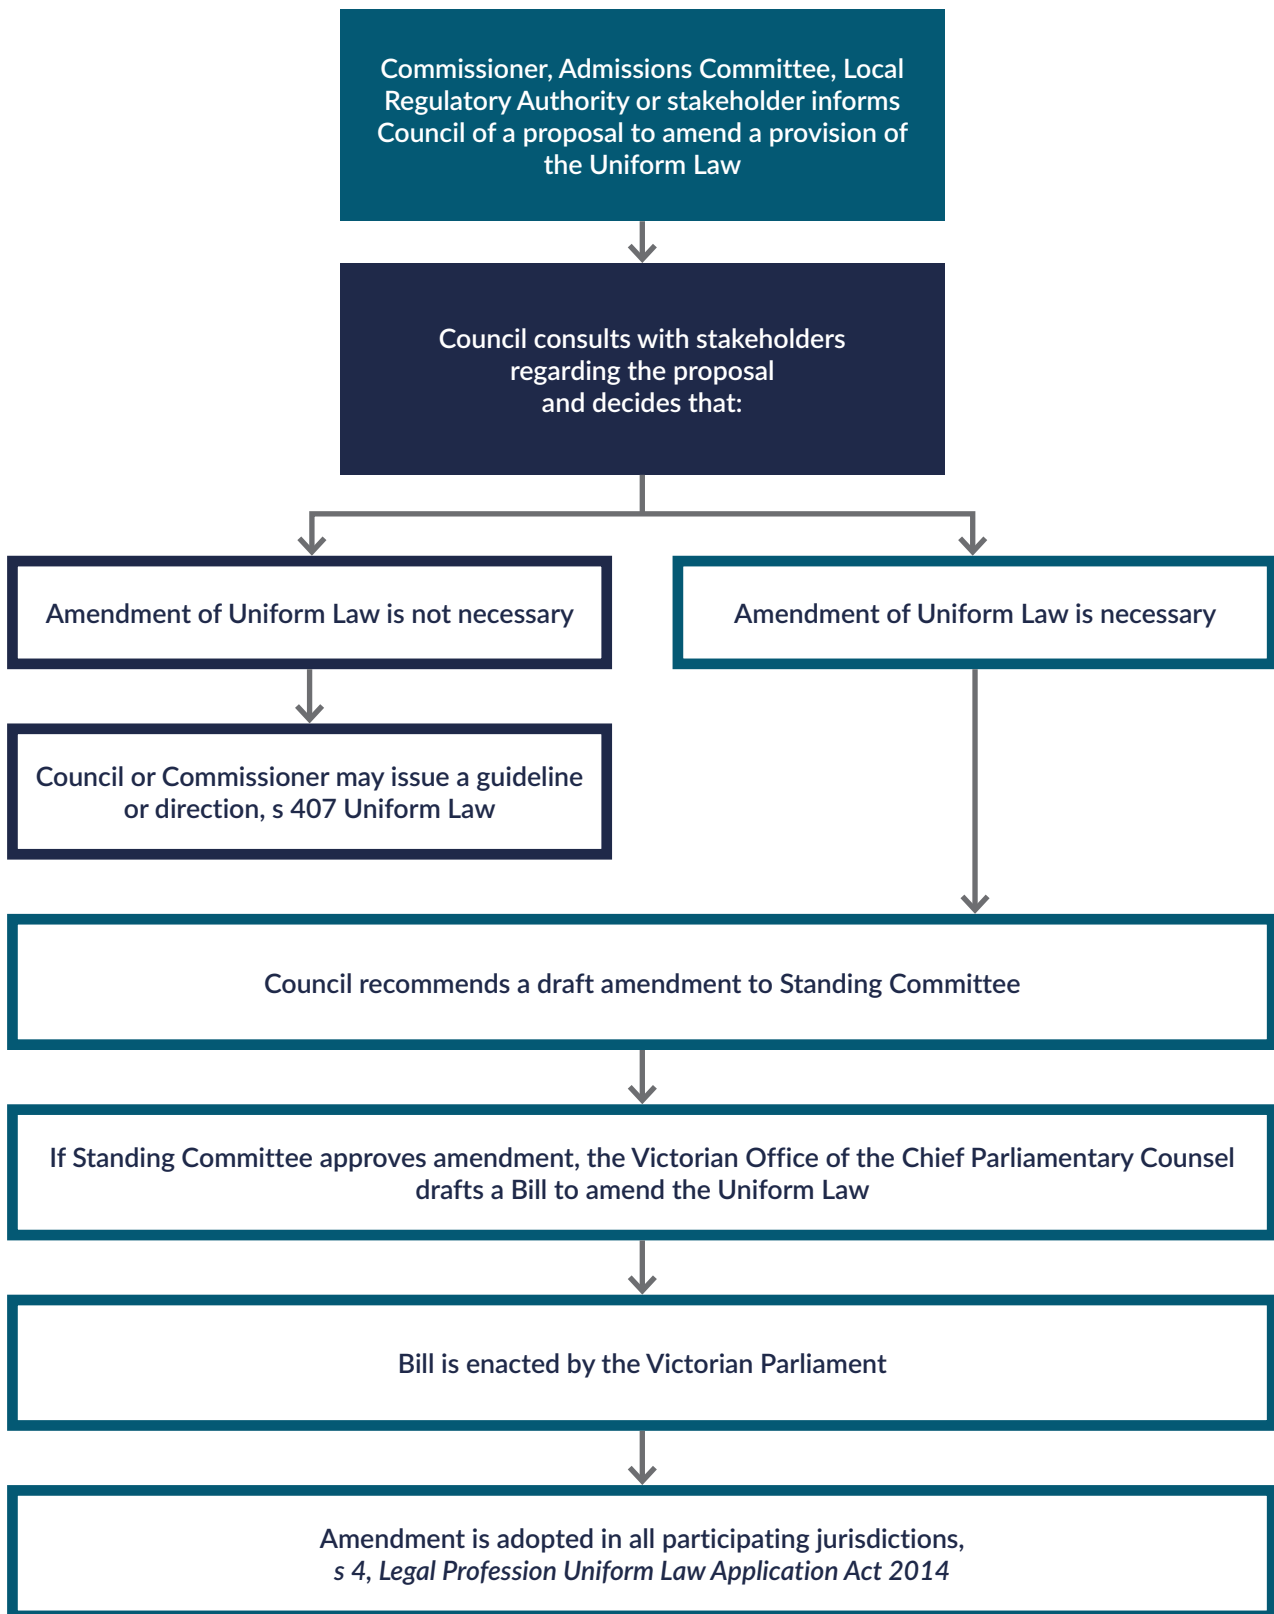 Commissioner, Admissions Committee, Local
Regulatory Authority or stakeholder informs
Council of a proposal to amend a provision of
the Uniform Law
Council consults with stakeholders
regarding the proposal
and decides that:
Amendment of Uniform Law is not necessary
Amendment of Uniform Law is necessary
Council or Commissioner may issue a guideline
or direction, s 407 Uniform Law
Council recommends a draft amendment to Standing Committee
If Standing Committee approves amendment, the Victorian Office of the Chief Parliamentary Counsel
drafts a Bill to amend the Uniform Law
Bill is enacted by the Victorian Parliament
Amendment is adopted in all participating jurisdictions,
s 4, Legal Profession Uniform Law Application Act 2014